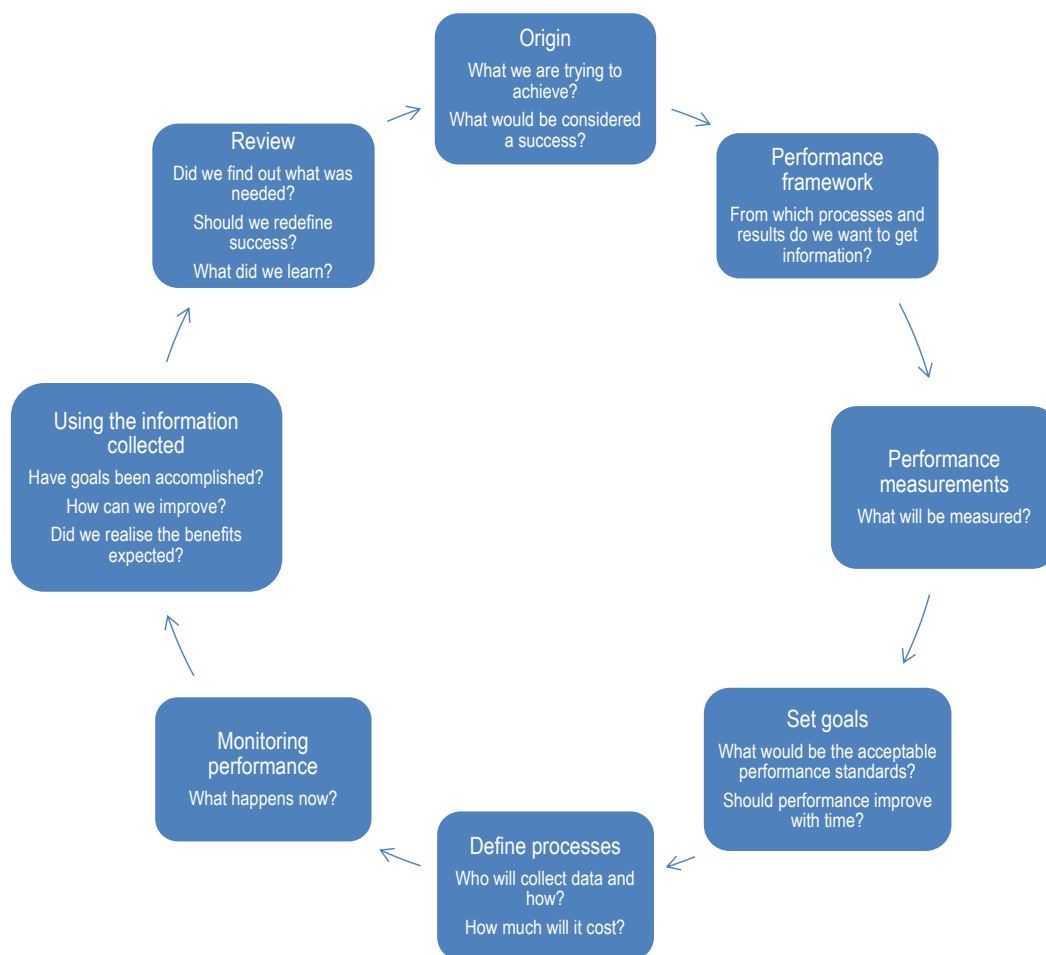 Origin
What we are trying to
achieve?
What would be considered
a success?
Performance
framework
From which processes and
results do we want to get
information?
Performance
measurements
What will be measured?
Set goals
What would be the acceptable
performance standards?
Should performance improve
with time?
Define processes
Who will collect data and
how?
How much will it cost?
Monitoring
performance
What happens now?
Using the information
collected
Have goals been accomplished?
How can we improve?
Did we realise the benefits
expected?
Review
Did we find out what was
needed?
Should we redefine
success?
What did we learn?